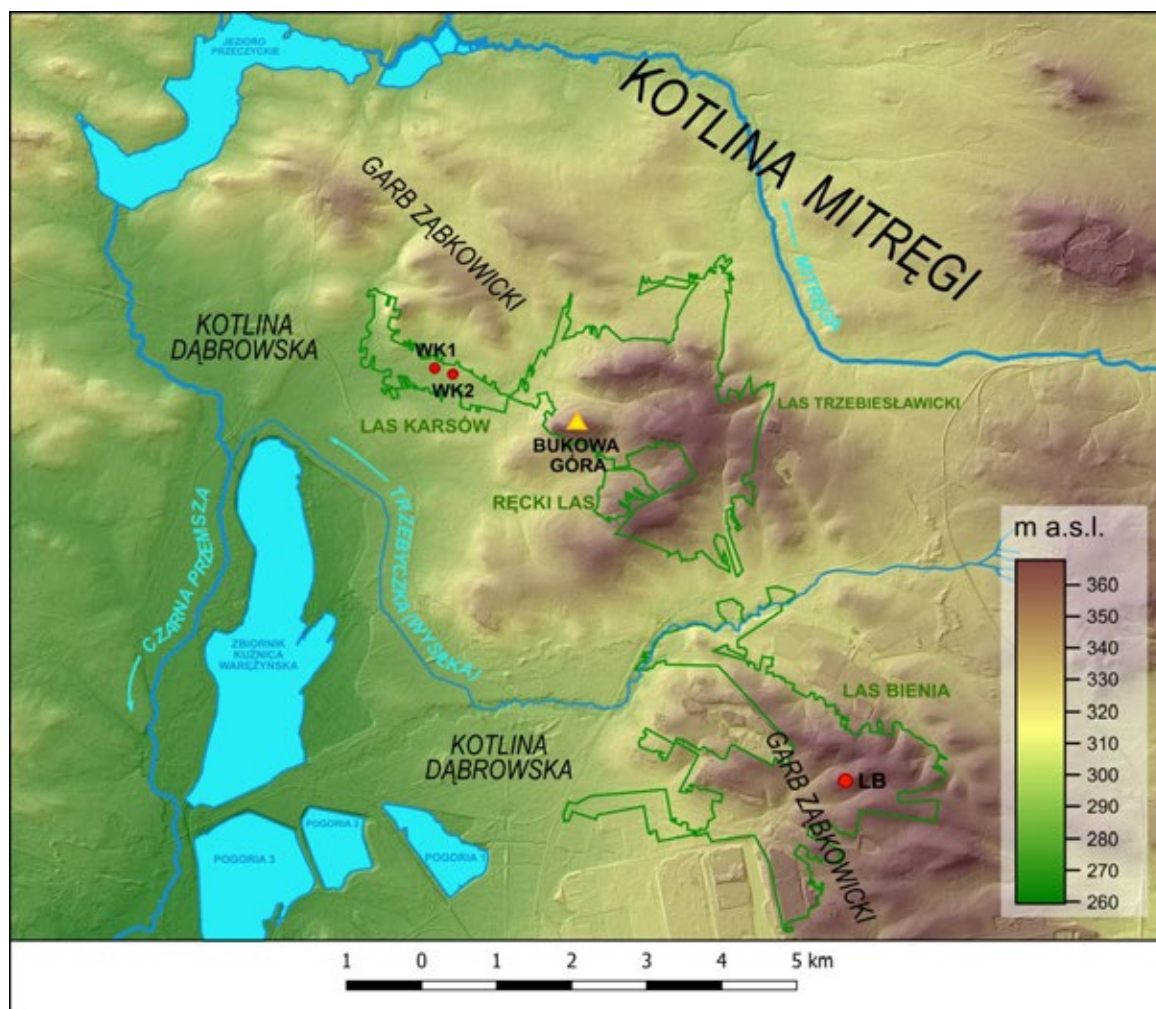 JEZIORO
PRZECZYCKIE
KOTLINA MITRĘGI
GARB ZĄBKOWICKI
MITRĘGA
KOTLINA
DĄBROWSKA
WK1
WK2
LAS KARSÓW
LAS TRZEBIESŁAWICKI
BUKOWA
GÓRA
RĘCKI LAS
CZARNA PRZEMSZA
TRZEBYCZKA (WYSIĘKA)
ZBIORNIK
KUŹNICA
WARĘŻYŃSKA
LAS BIENIA
KOTLINA
DĄBROWSKA
GARB ZĄBKOWICKI
LB
POGORIA 3
POGORIA 2
POGORIA 1
m a.s.l.
360
350
340
330
320
310
300
290
280
270
260
1 0 1 2 3 4 5 km